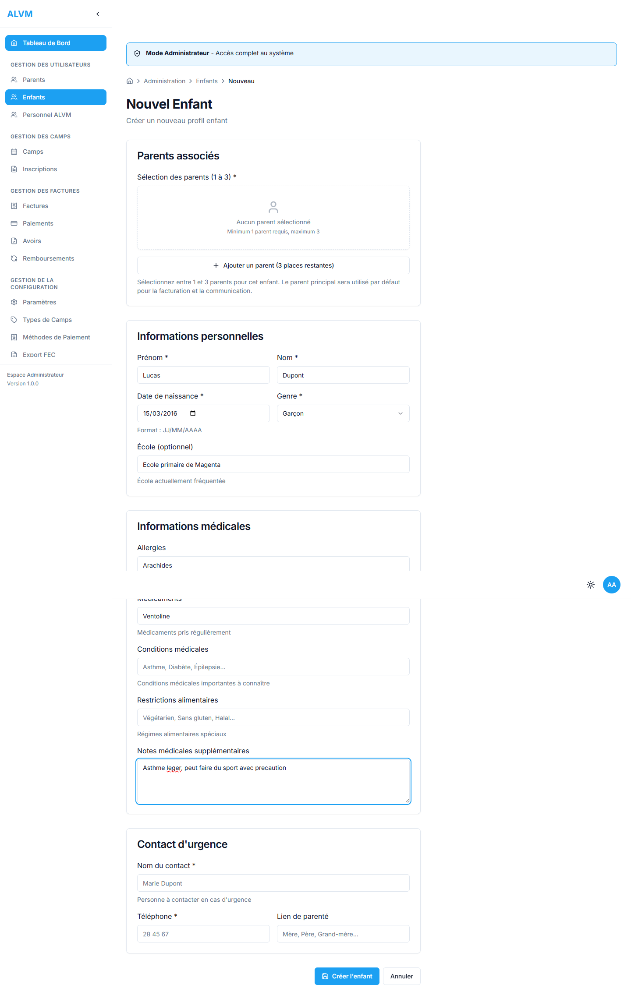 ALVM
Tableau de Bord
GESTION DES UTILISATEURS
Parents
Enfants
Personnel ALVM
GESTION DES CAMPS
Camps
Inscriptions
GESTION DES FACTURES
Factures
Paiements
Avoirs
Remboursements
GESTION DE LA
CONFIGURATION
Paramètres
Types de Camps
Méthodes de Paiement
Export FEC
Espace Administrateur
Version 1.0.0
Mode Administrateur - Accès complet au système
Administration > Enfants > Nouveau
Nouvel Enfant
Créer un nouveau profil enfant
Parents associés
Sélection des parents (1 à 3) *
Aucun parent sélectionné
Minimum 1 parent requis, maximum 3
Ajouter un parent (3 places restantes)
Sélectionnez entre 1 et 3 parents pour cet enfant. Le parent principal sera utilisé par défaut
pour la facturation et la communication.
Informations personnelles
Prénom * Nom *
Lucas Dupont
Date de naissance * Genre *
15/03/2016 Garçon
Format : JJ/MM/AAAA
École (optionnel)
Ecole primaire de Magenta
École actuellement fréquentée
Informations médicales
Allergies
Arachides
AA
Médicaments
Ventoline
Médicaments pris régulièrement
Conditions médicales
Asthme, Diabète, Épilepsie...
Conditions médicales importantes à connaître
Restrictions alimentaires
Végétarien, Sans gluten, Halal...
Régimes alimentaires spéciaux
Notes médicales supplémentaires
Asthme leger, peut faire du sport avec precaution
Contact d'urgence
Nom du contact *
Marie Dupont
Personne à contacter en cas d'urgence
Téléphone * Lien de parenté
28 45 67 Mère, Père, Grand-mère...
Créer l'enfant Annuler